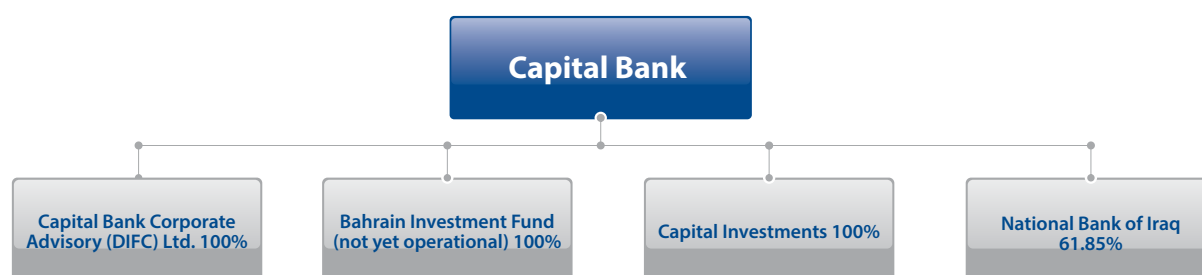 Capital Bank
Capital Bank Corporate
Advisory (DIFC) Ltd. 100%
Bahrain Investment Fund
(not yet operational) 100%
Capital Investments 100%
National Bank of Iraq
61.85%